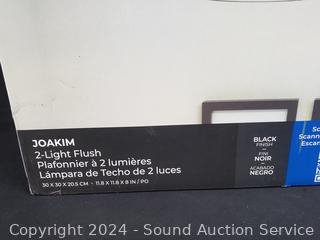 JOAKIM
2-Light Flush
Plafonnier à 2 lumières
Lámpara de Techo de 2 luces
30 X 30 X 20.5 CM - 11.8 X 11.8 X 8 IN / PO
BLACK
FINISH
FINI
NOIR
ACABADO
NEGRO
Copyright 2024 - Sound Auction Service